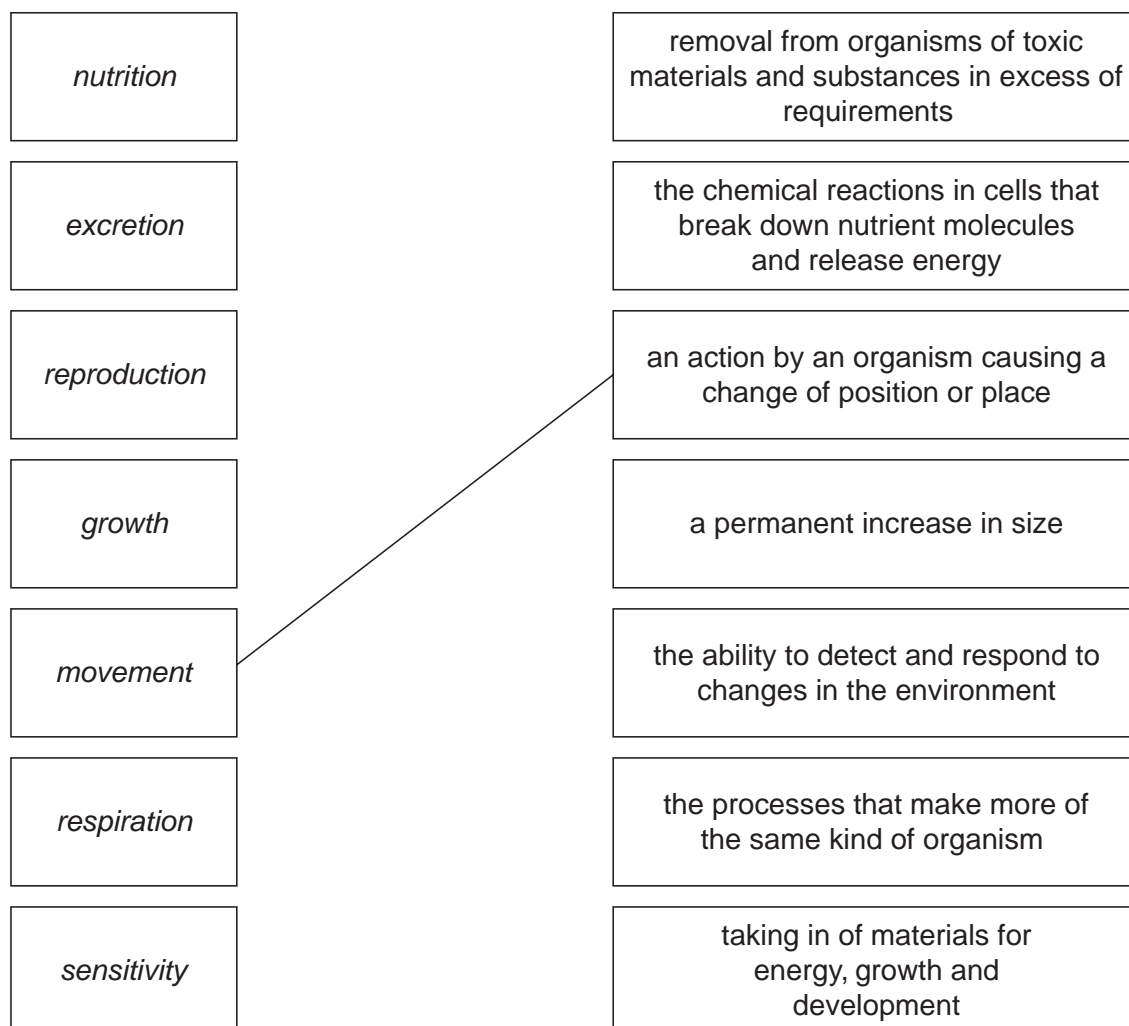 nutrition
removal from organisms of toxic
materials and substances in excess of
requirements
excretion
the chemical reactions in cells that
break down nutrient molecules
and release energy
reproduction
an action by an organism causing a
change of position or place
growth
a permanent increase in size
movement
the ability to detect and respond to
changes in the environment
respiration
the processes that make more of
the same kind of organism
sensitivity
taking in of materials for
energy, growth and
development